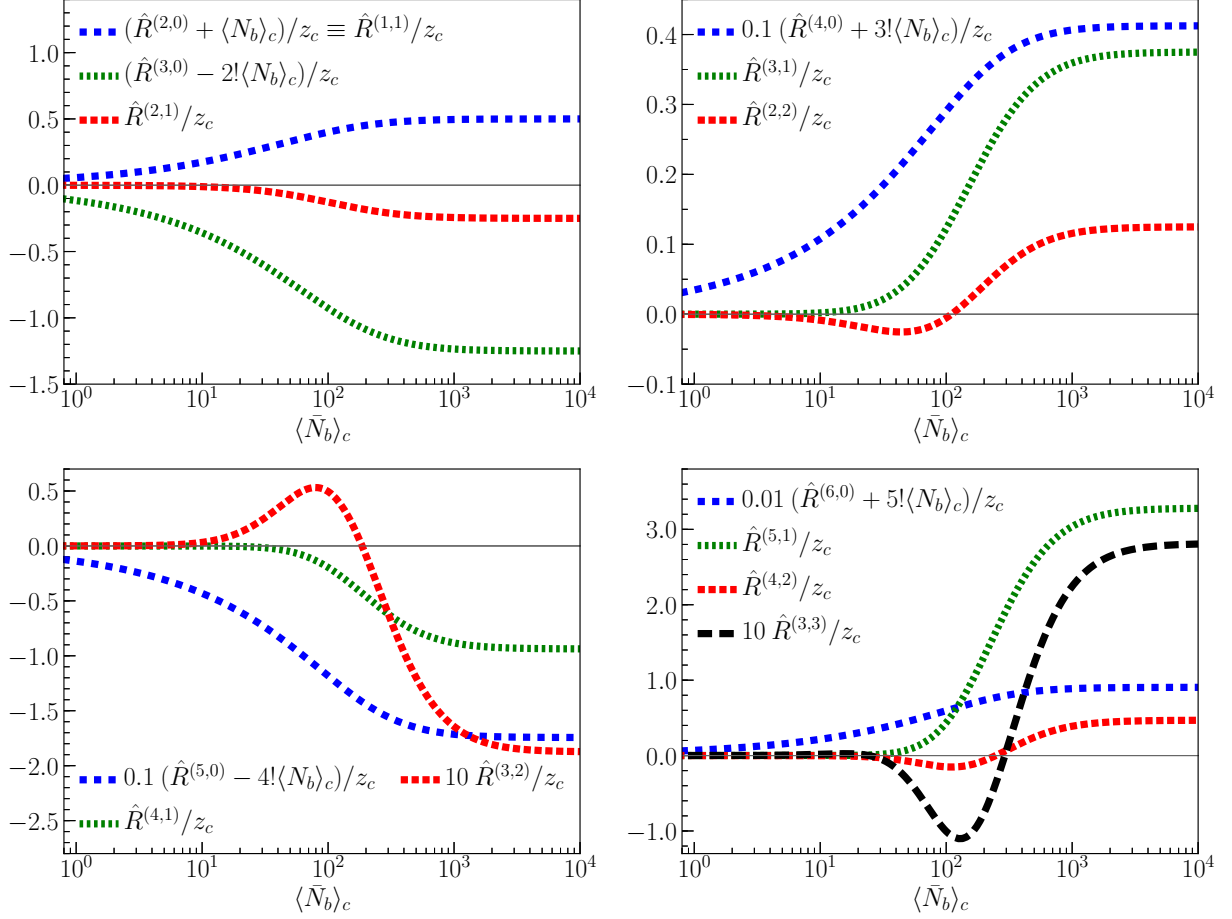 1.0
0.5
0.0
−0.5
−1.0
−1.5
(R̂^(2,0) + ⟨N_b⟩_c)/z_c ≡ R̂^(1,1)/z_c
(R̂^(3,0) − 2!⟨N_b⟩_c)/z_c
R̂^(2,1)/z_c
10^0 10^1 10^2 10^3 10^4
⟨N̄_b⟩_c
0.4
0.3
0.2
0.1
0.0
−0.1
0.1 (R̂^(4,0) + 3!⟨N_b⟩_c)/z_c
R̂^(3,1)/z_c
R̂^(2,2)/z_c
10^0 10^1 10^2 10^3 10^4
⟨N̄_b⟩_c
0.5
0.0
−0.5
−1.0
−1.5
−2.0
−2.5
0.1 (R̂^(5,0) − 4!⟨N_b⟩_c)/z_c 10 R̂^(3,2)/z_c
R̂^(4,1)/z_c
10^0 10^1 10^2 10^3 10^4
⟨N̄_b⟩_c
3.0
2.0
1.0
0.0
−1.0
0.01 (R̂^(6,0) + 5!⟨N_b⟩_c)/z_c
R̂^(5,1)/z_c
R̂^(4,2)/z_c
10 R̂^(3,3)/z_c
10^0 10^1 10^2 10^3 10^4
⟨N̄_b⟩_c